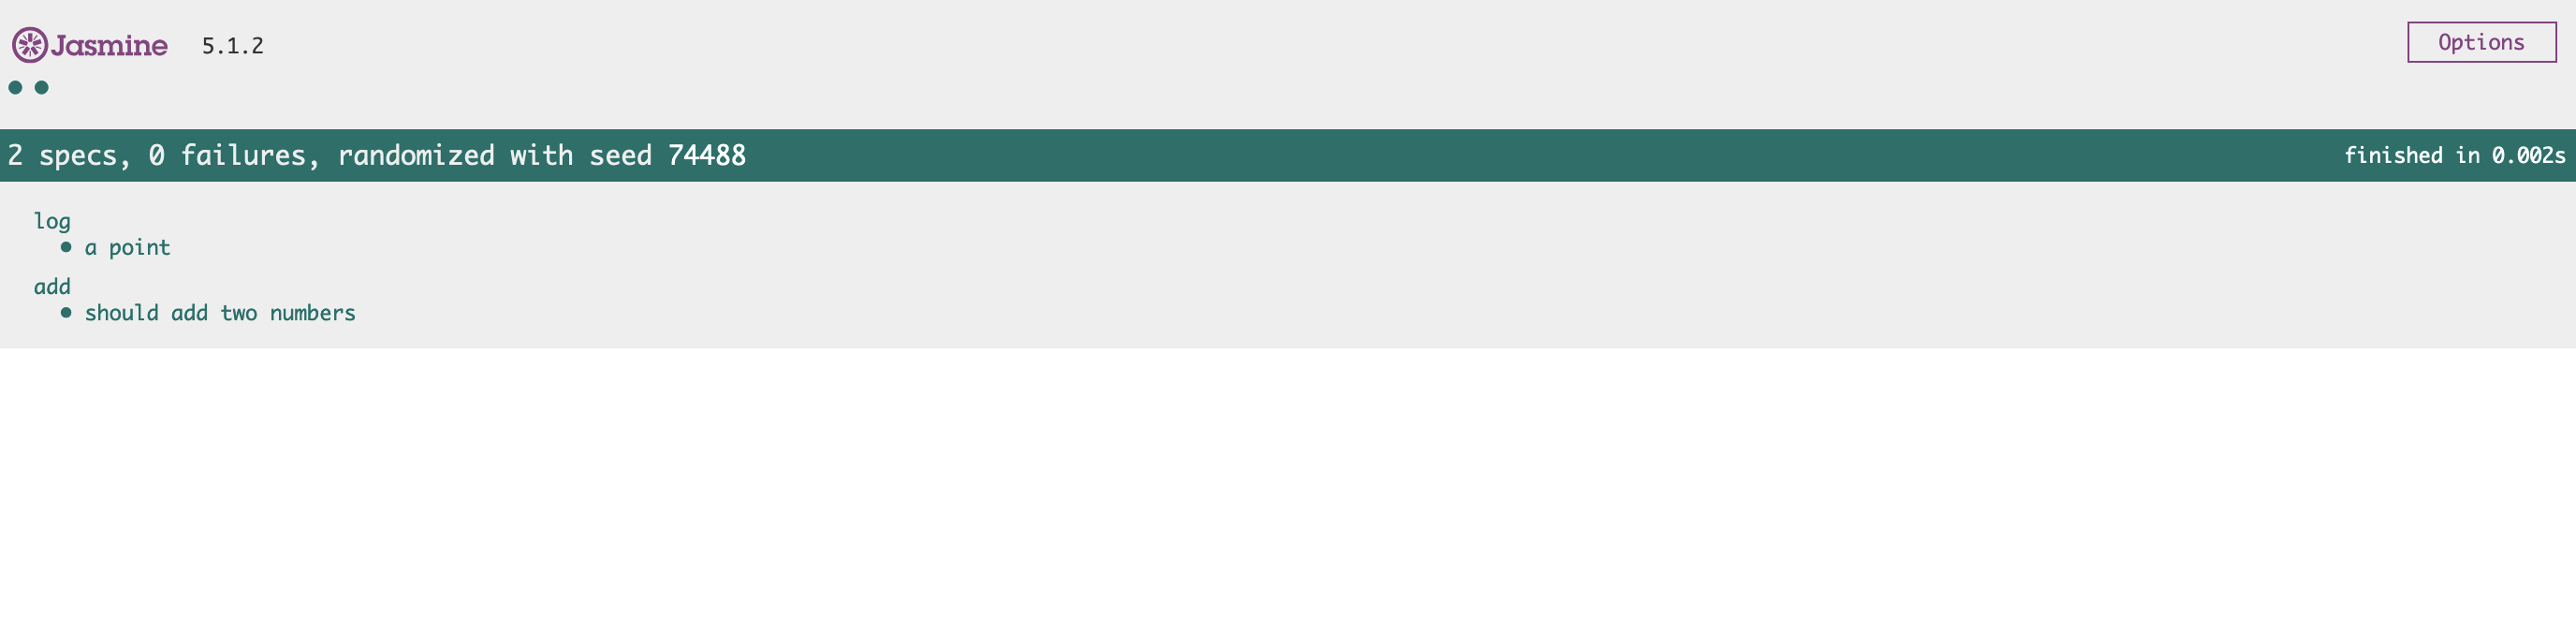 Jasmine 5.1.2 Options
2 specs, 0 failures, randomized with seed 74488 finished in 0.002s
log
• a point
add
• should add two numbers